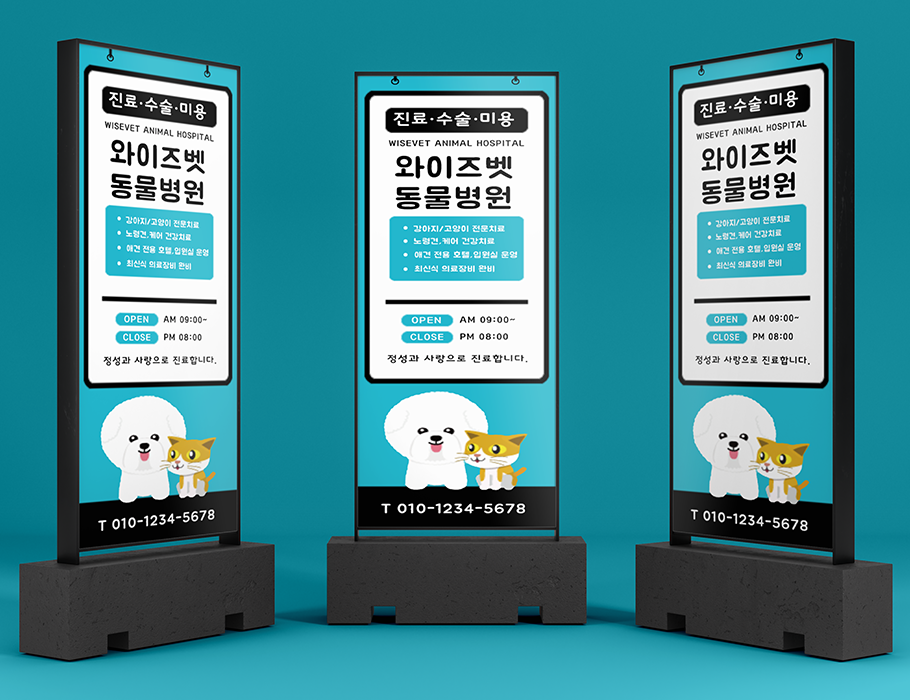 진료·수술·미용
WISEVET ANIMAL HOSPITAL
와이즈벳
동물병원
• 강아지/고양이 전문치료
• 노령견,케어 건강치료
• 애견 전용 호텔,입원실 운영
• 최신식 의료장비 완비
OPEN AM 09:00~
CLOSE PM 08:00
정성과 사랑으로 진료합니다.
T 010-1234-5678
진료·수술·미용
WISEVET ANIMAL HOSPITAL
와이즈벳
동물병원
• 강아지/고양이 전문치료
• 노령견,케어 건강치료
• 애견 전용 호텔,입원실 운영
• 최신식 의료장비 완비
OPEN AM 09:00~
CLOSE PM 08:00
정성과 사랑으로 진료합니다.
T 010-1234-5678
진료·수술·미용
WISEVET ANIMAL HOSPITAL
와이즈벳
동물병원
• 강아지/고양이 전문치료
• 노령견,케어 건강치료
• 애견 전용 호텔,입원실 운영
• 최신식 의료장비 완비
OPEN AM 09:00~
CLOSE PM 08:00
정성과 사랑으로 진료합니다.
T 010-1234-5678